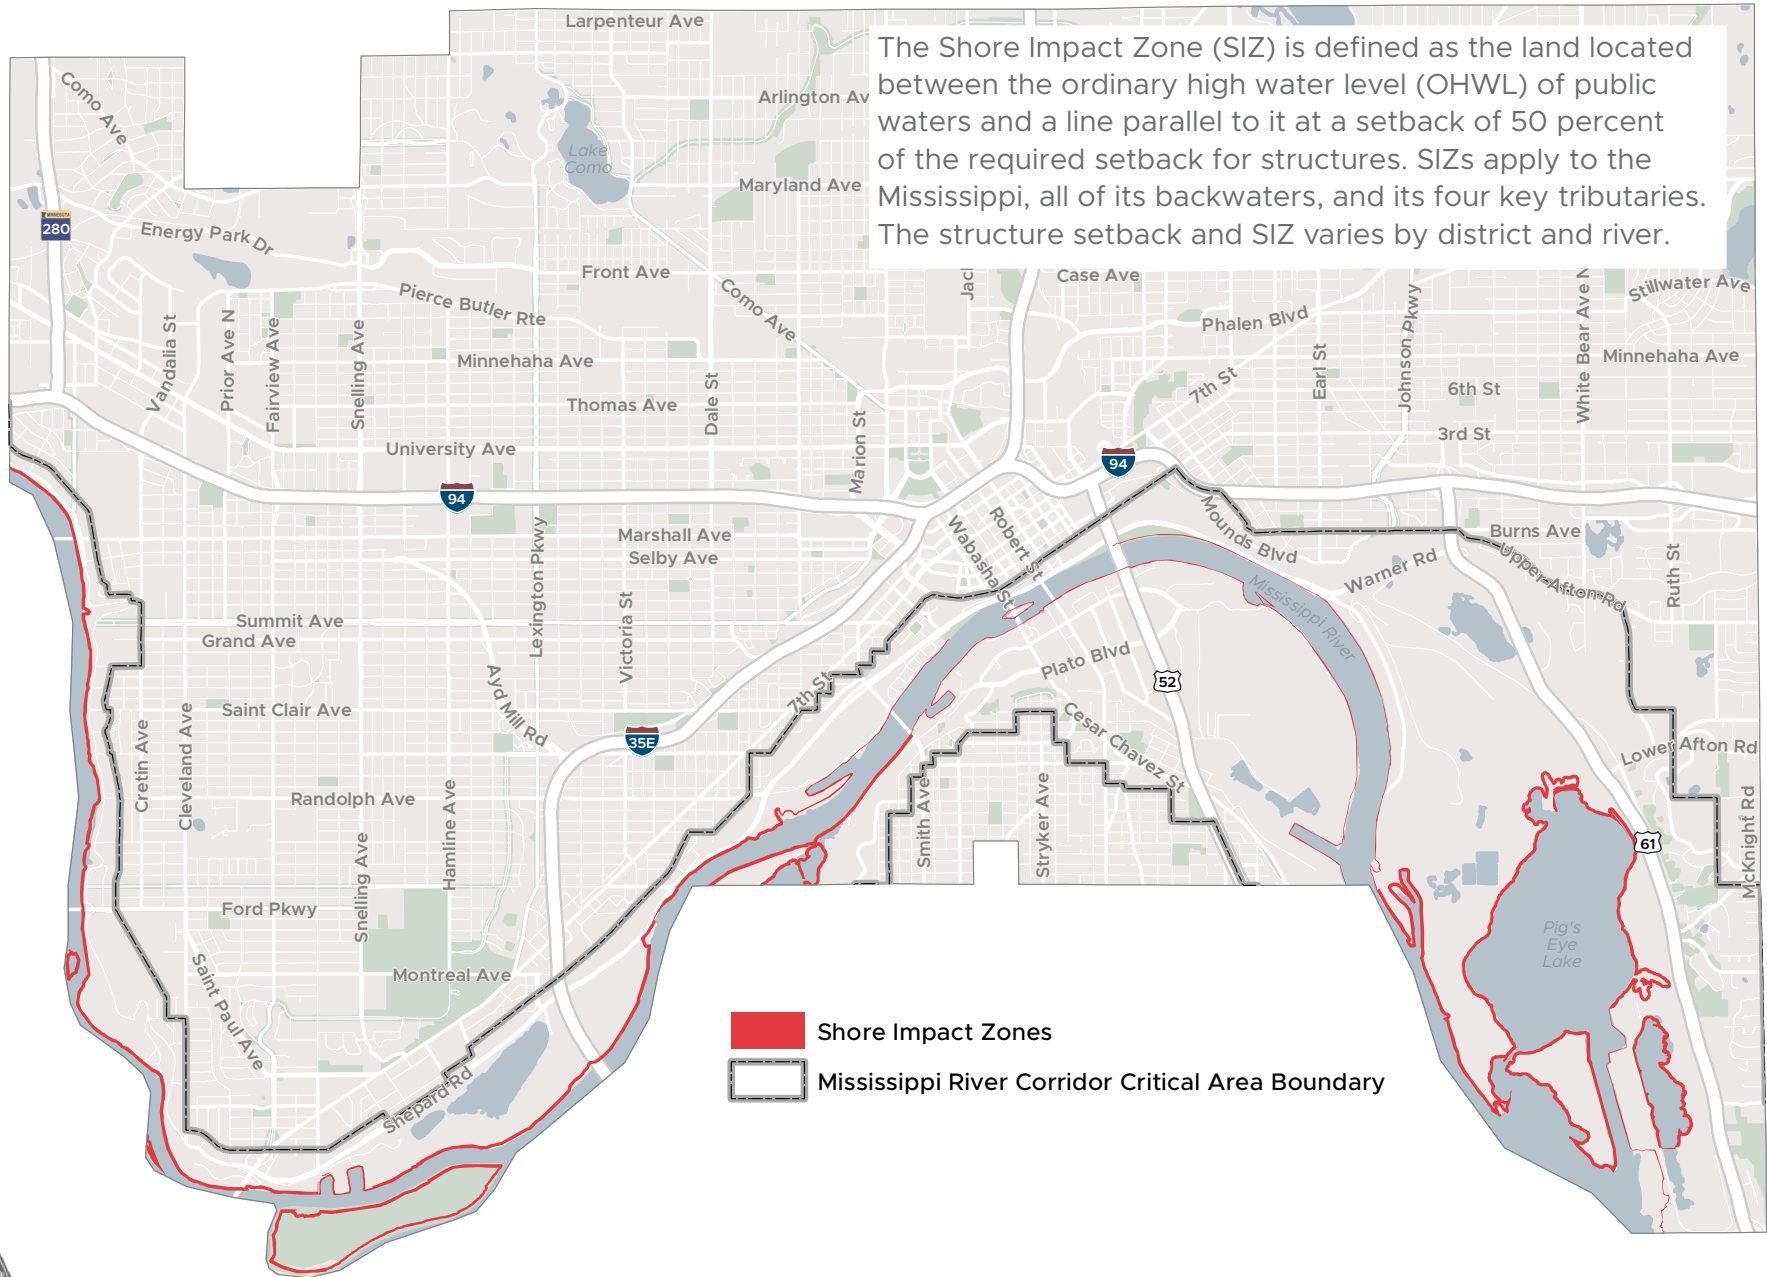 Larpenteur Ave
The Shore Impact Zone (SIZ) is defined as the land located
between the ordinary high water level (OHWL) of public
waters and a line parallel to it at a setback of 50 percent
of the required setback for structures. SIZs apply to the
Mississippi, all of its backwaters, and its four key tributaries.
The structure setback and SIZ varies by district and river.
Como Ave
Arlington Av
Lake
Como
Maryland Ave
MINNESOTA
280
Energy Park Dr
Front Ave
Case Ave
Stillwater Ave
Pierce Butler Rte
Como Ave
Phalen Blvd
Johnson Pkwy
White Bear Ave N
Vandalia St
Prior Ave N
Fairview Ave
Snelling Ave
Minnehaha Ave
Minnehaha Ave
Earl St
7th St
6th St
Dale St
Thomas Ave
Marion St
University Ave
3rd St
94
94
Lexington Pkwy
Marshall Ave
Selby Ave
Wabasha St
Robert St
Mounds Blvd
Burns Ave
Upper Afton Rd
Warner Rd
Ruth St
Mississippi River
Summit Ave
Grand Ave
Victoria St
Plato Blvd
52
Ayd Mill Rd
7th St
Saint Clair Ave
Cesar Chavez St
35E
Lower Afton Rd
Cretin Ave
Cleveland Ave
Randolph Ave
Hamline Ave
Smith Ave
Stryker Ave
McKnight Rd
61
Snelling Ave
Ford Pkwy
Pig's
Eye
Lake
Saint Paul Ave
Montreal Ave
Shore Impact Zones
Shepard Rd
Mississippi River Corridor Critical Area Boundary